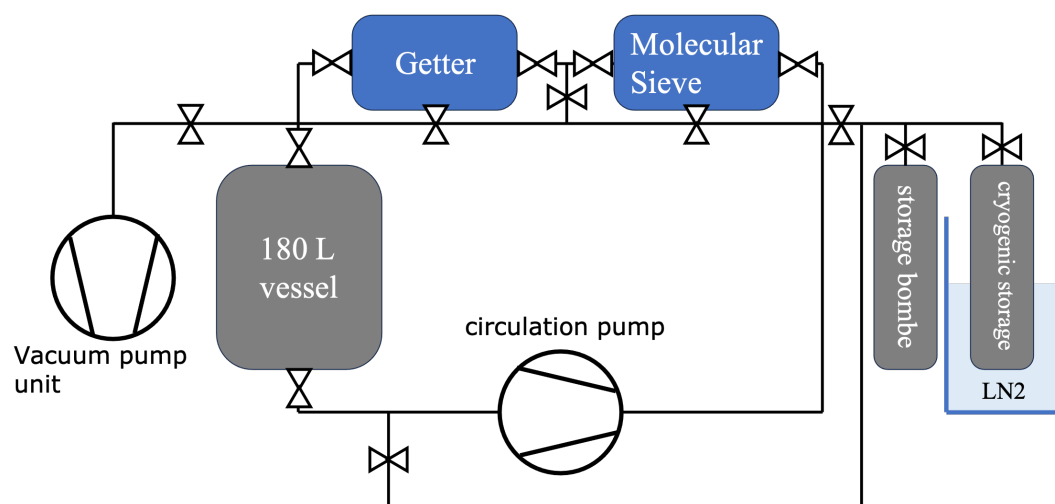 Getter
Molecular
Sieve
180 L
vessel
storage bombe
cryogenic storage
circulation pump
Vacuum pump
unit
LN2